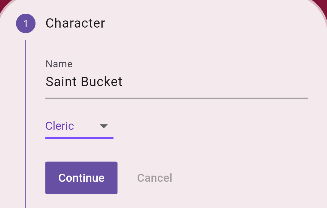 1 Character
Name
Saint Bucket
Cleric
Continue Cancel